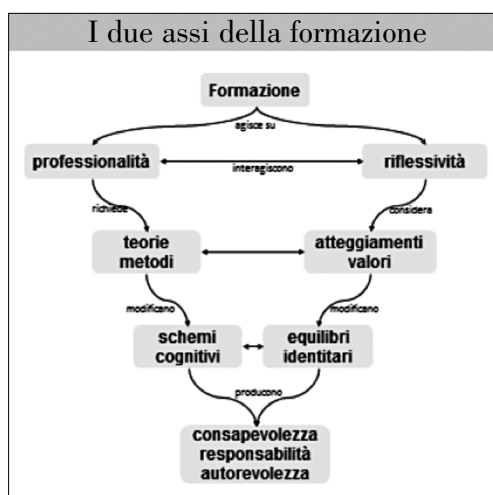 I due assi della formazione
Formazione
agisce su
professionalità
interagiscono
riflessività
richiede
considera
teorie
metodi
atteggiamenti
valori
modificano
modificano
schemi
cognitivi
equilibri
identitari
producono
consapevolezza
responsabilità
autorevolezza